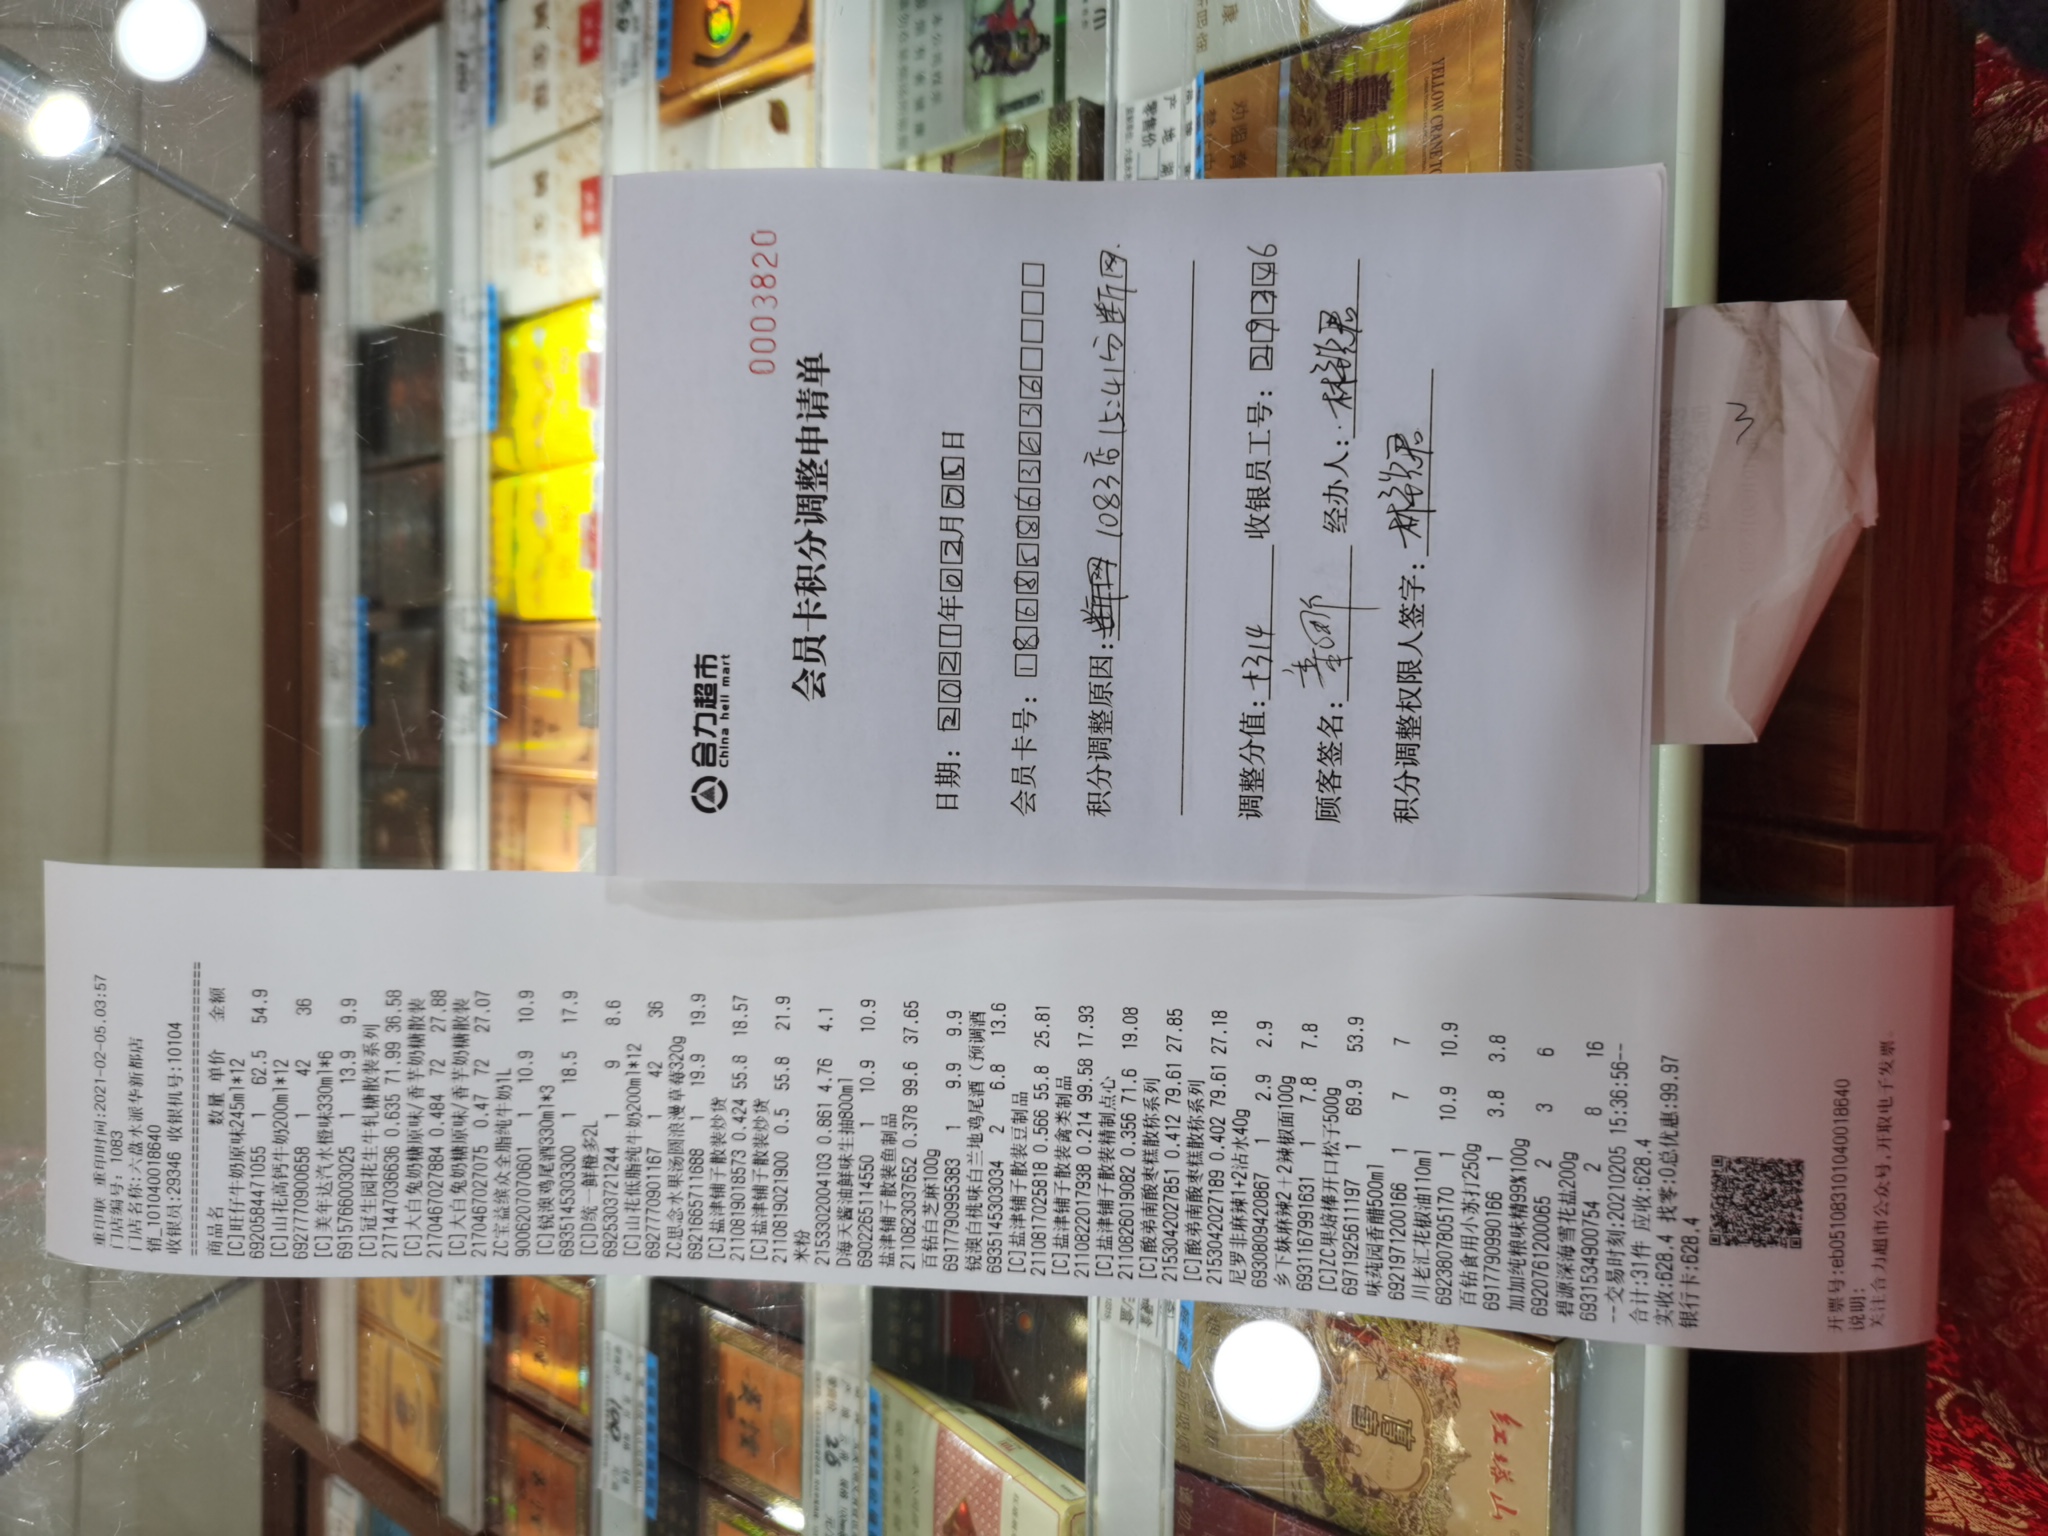 合力超市
China heli mart
0003820
会员卡积分调整申请单
日期：2021年02月05日
会员卡号：18685863636
积分调整原因：断网 1083店15:41分断网.
调整分值：+314 收银员工号：29346
顾客签名： 经办人：
积分调整权限人签字：
重印联 重印时间:2021-02-05.03:57
门店编号: 1083
门店名称:六盘水派华新都店
销_1010400018640
收银员:29346 收银机号:10104
商品名 数量 单价 金额
[C]旺仔牛奶原味245ml*12
6920584471055 1 62.5 54.9
[C]山花高钙牛奶200ml*12
6927770900658 1 42 36
[C]美年达汽水橙味330ml*6
6915766003025 1 13.9 9.9
[C]冠生园花生牛轧糖散装系列
2171447036636 0.635 71.99 36.58
[C]大白兔奶糖原味/香芋奶糖散装
2170467027884 0.484 72 27.88
[C]大白兔奶糖原味/香芋奶糖散装
2170467027075 0.47 72 27.07
ZC宝益缤众全脂纯牛奶1L
9006207070601 1 10.9 10.9
[C]锐澳鸡尾酒330ml*3
6935145303300 1 18.5 17.9
[C]统一鲜橙多2L
6925303721244 1 9 8.6
[C]山花低脂纯牛奶200ml*12
6927770901167 1 42 36
ZC思念水果汤圆浪漫草莓320g
6921665711688 1 19.9 19.9
[C]盐津铺子散装炒货
2110819018573 0.424 55.8 18.57
[C]盐津铺子散装炒货
2110819021900 0.5 55.8 21.9
米粉
2153302004103 0.861 4.76 4.1
D海天酱油鲜味生抽800ml
6902265114550 1 10.9 10.9
盐津铺子散装鱼制品
2110823037652 0.378 99.6 37.65
百钻白芝麻100g
6917790995383 1 9.9 9.9
锐澳白桃味白兰地鸡尾酒（预调酒
6935145303034 2 6.8 13.6
[C]盐津铺子散装豆制品
2110817025818 0.566 55.8 25.81
[C]盐津铺子散装禽类制品
2110822017938 0.214 99.58 17.93
[C]盐津铺子散装精制点心
2110826019082 0.356 71.6 19.08
[C]酸弟弟南酸枣糕散称系列
2153042027851 0.412 79.61 27.85
[C]酸弟弟南酸枣糕散称系列
2153042027189 0.402 79.61 27.18
尼罗非麻辣1+2沾水40g
6930809420867 1 2.9 2.9
乡下妹麻辣2+2辣椒面100g
6931167991631 1 7.8 7.8
[C]ZC果焙棒开口松子500g
6971925611197 1 69.9 53.9
味纯园香醋500ml
6921971200166 1 7 7
川老汇花椒油110ml
6923807805170 1 10.9 10.9
百钻食用小苏打250g
6917790990166 1 3.8 3.8
加加纯粮味精99%100g
6920761200065 2 3 6
碧源深海雪花盐200g
6931534900754 2 8 16
--交易时刻:20210205 15:36:56--
合计:31件 应收:628.4
实收:628.4 找零:0总优惠:99.97
银行卡:628.4
开票号:eb05108310104001 8640
说明:
关注合力超市公众号,开取电子发票.
YELLOW CRANE TO
3